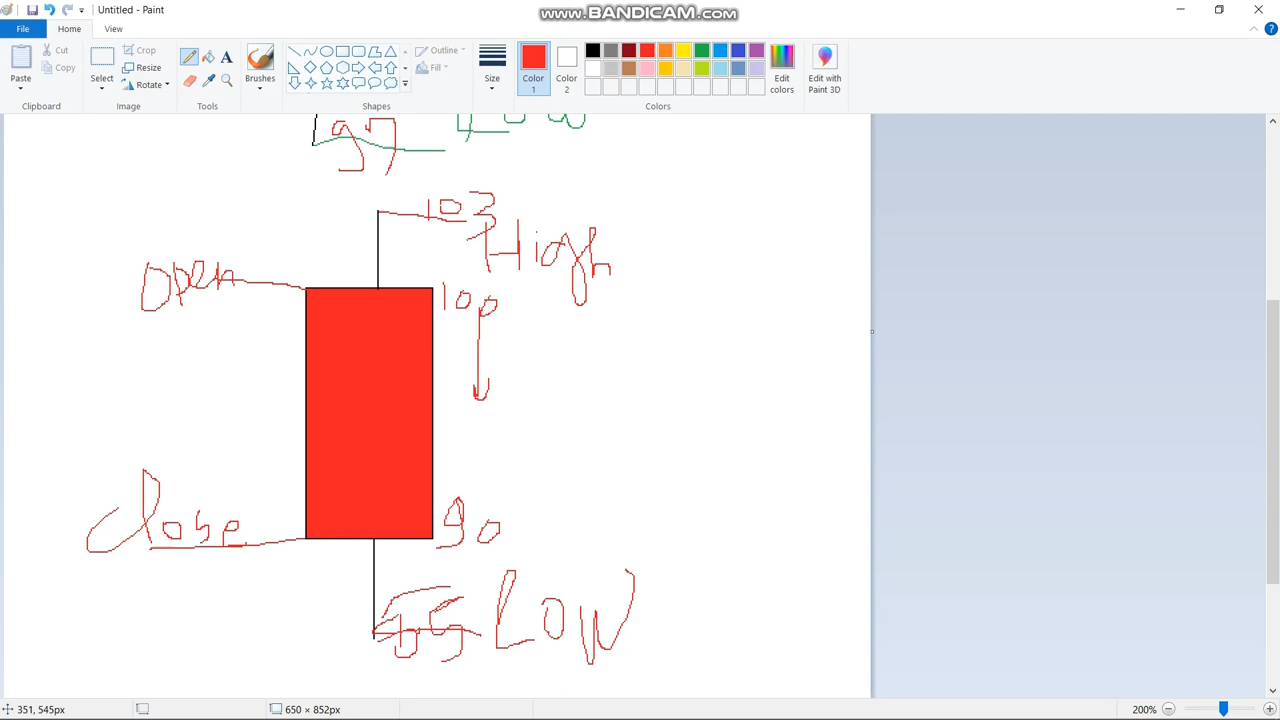 www.BANDICAM.com
Untitled - Paint
File
Home
View
Paste
Cut
Copy
Clipboard
Select
Crop
Resize
Rotate
Image
Tools
Brushes
Shapes
Outline
Fill
Size
Color 1
Color 2
Edit colors
Edit with Paint 3D
Colors
Low
103
High
Open
100
Close
90
Low
351, 545px
650 × 852px
200%